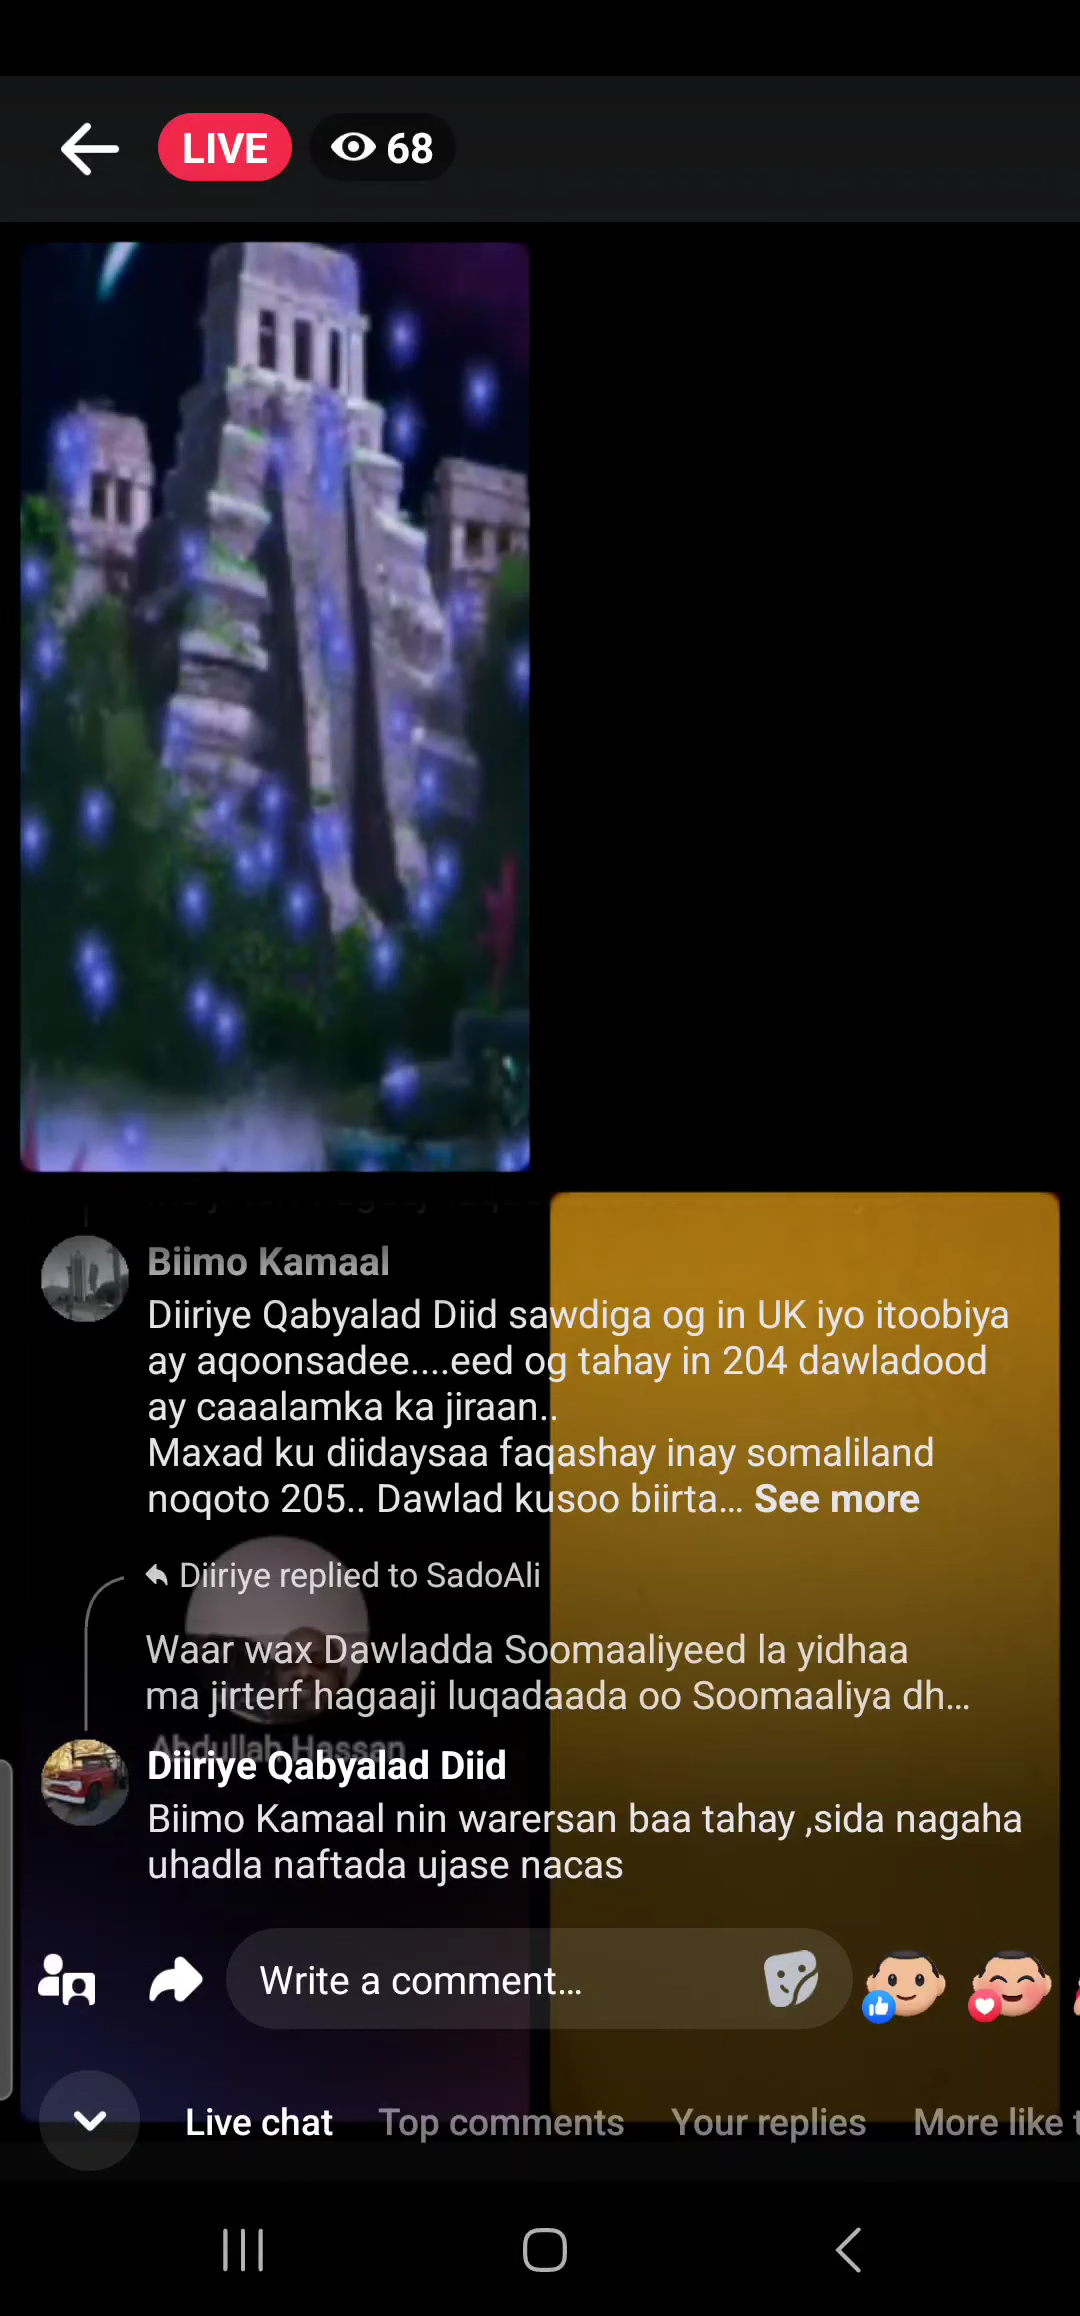 LIVE
68
Biimo Kamaal
Diiriye Qabyalad Diid sawdiga og in UK iyo itoobiya
ay aqoonsadee....eed og tahay in 204 dawladood
ay caaalamka ka jiraan..
Maxad ku diidaysaa faqashay inay somaliland
noqoto 205.. Dawlad kusoo biirta... See more
Diiriye replied to SadoAli
Waar wax Dawladda Soomaaliyeed la yidhaa
ma jirterf hagaaji luqadaada oo Soomaaliya dh...
Abdullah Hassan
Diiriye Qabyalad Diid
Biimo Kamaal nin warersan baa tahay ,sida nagaha
uhadla naftada ujase nacas
Write a comment...
Live chat
Top comments
Your replies
More like t